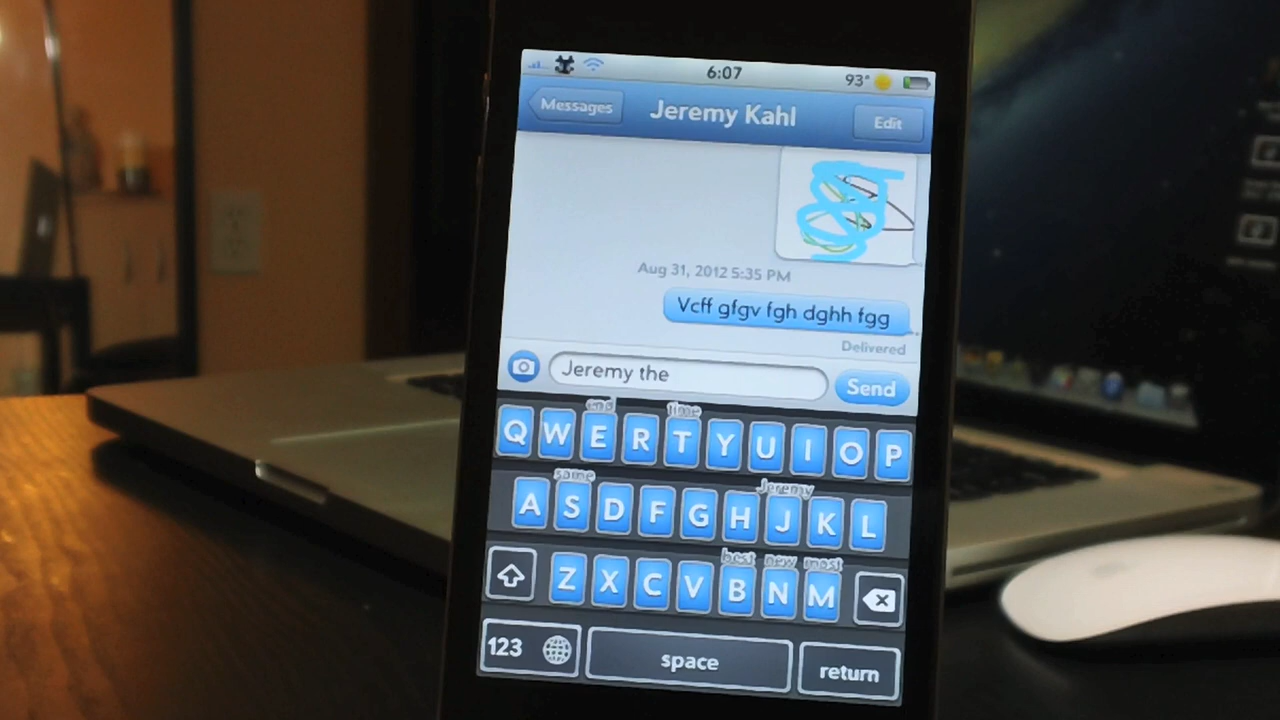 6:07
93°
Messages
Jeremy Kahl
Edit
Aug 31, 2012 5:35 PM
Vcff gfgv fgh dghh fgg
Delivered
Jeremy the
Send
end time
Q W E R T Y U I O P
same Jeremy
A S D F G H J K L
best new most
Z X C V B N M
123 space return